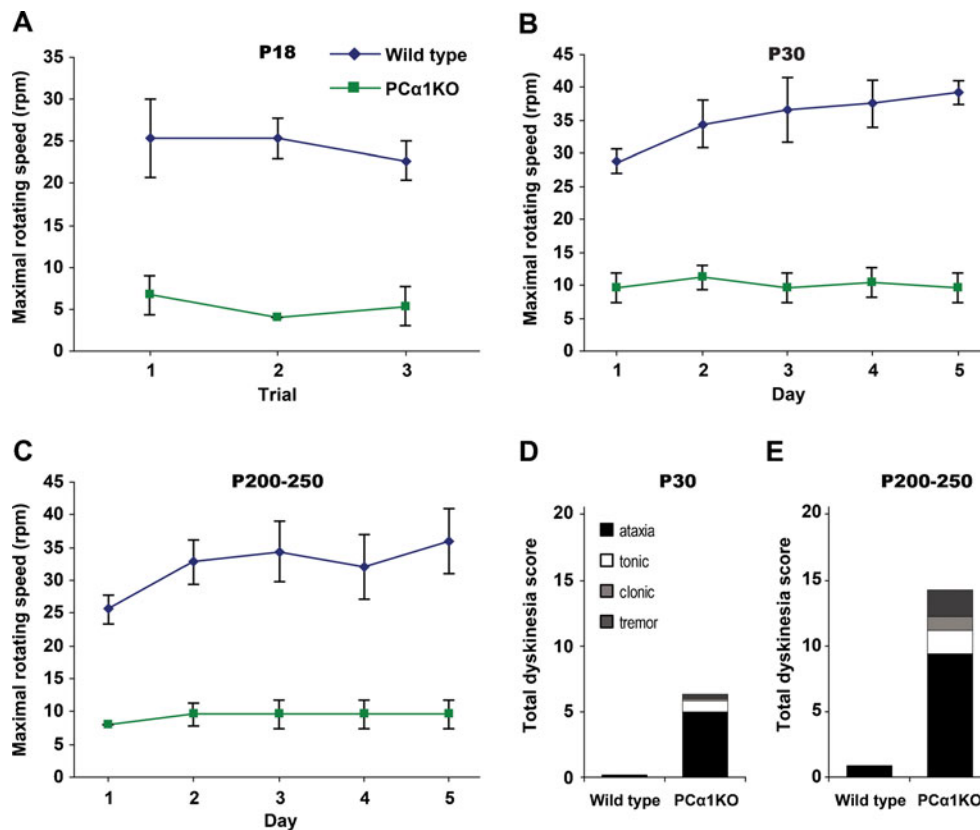 A
P18
Wild type
PCα1KO
Maximal rotating speed (rpm)
35
30
25
20
15
10
5
0
1 2 3
Trial
B
P30
Maximal rotating speed (rpm)
45
40
35
30
25
20
15
10
5
0
1 2 3 4 5
Day
C
P200-250
Maximal rotating speed (rpm)
45
40
35
30
25
20
15
10
5
0
1 2 3 4 5
Day
D
P30
Total dyskinesia score
20
15
10
5
0
ataxia
tonic
clonic
tremor
Wild type PCα1KO
E
P200-250
Total dyskinesia score
20
15
10
5
0
Wild type PCα1KO